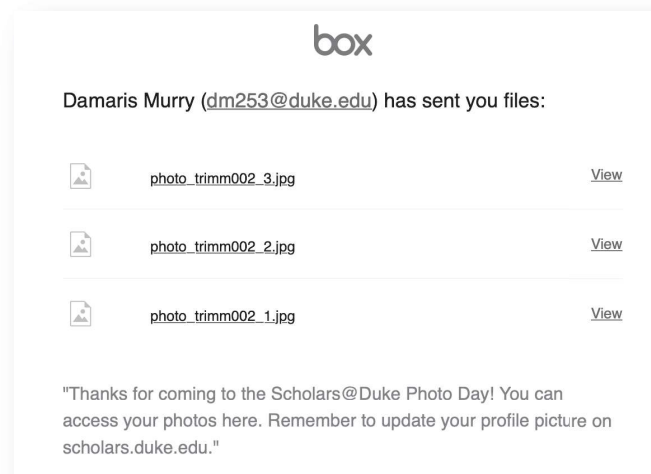 box
Damaris Murry (dm253@duke.edu) has sent you files:
photo_trimm002_3.jpg View
photo_trimm002_2.jpg View
photo_trimm002_1.jpg View
"Thanks for coming to the Scholars@Duke Photo Day! You can
access your photos here. Remember to update your profile picture on
scholars.duke.edu."